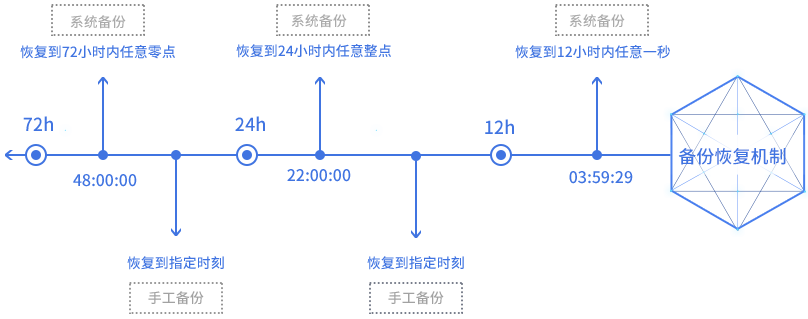 系统备份
系统备份
系统备份
恢复到72小时内任意零点
恢复到24小时内任意整点
恢复到12小时内任意一秒
72h
24h
12h
备份恢复机制
48:00:00
22:00:00
03:59:29
恢复到指定时刻
恢复到指定时刻
手工备份
手工备份